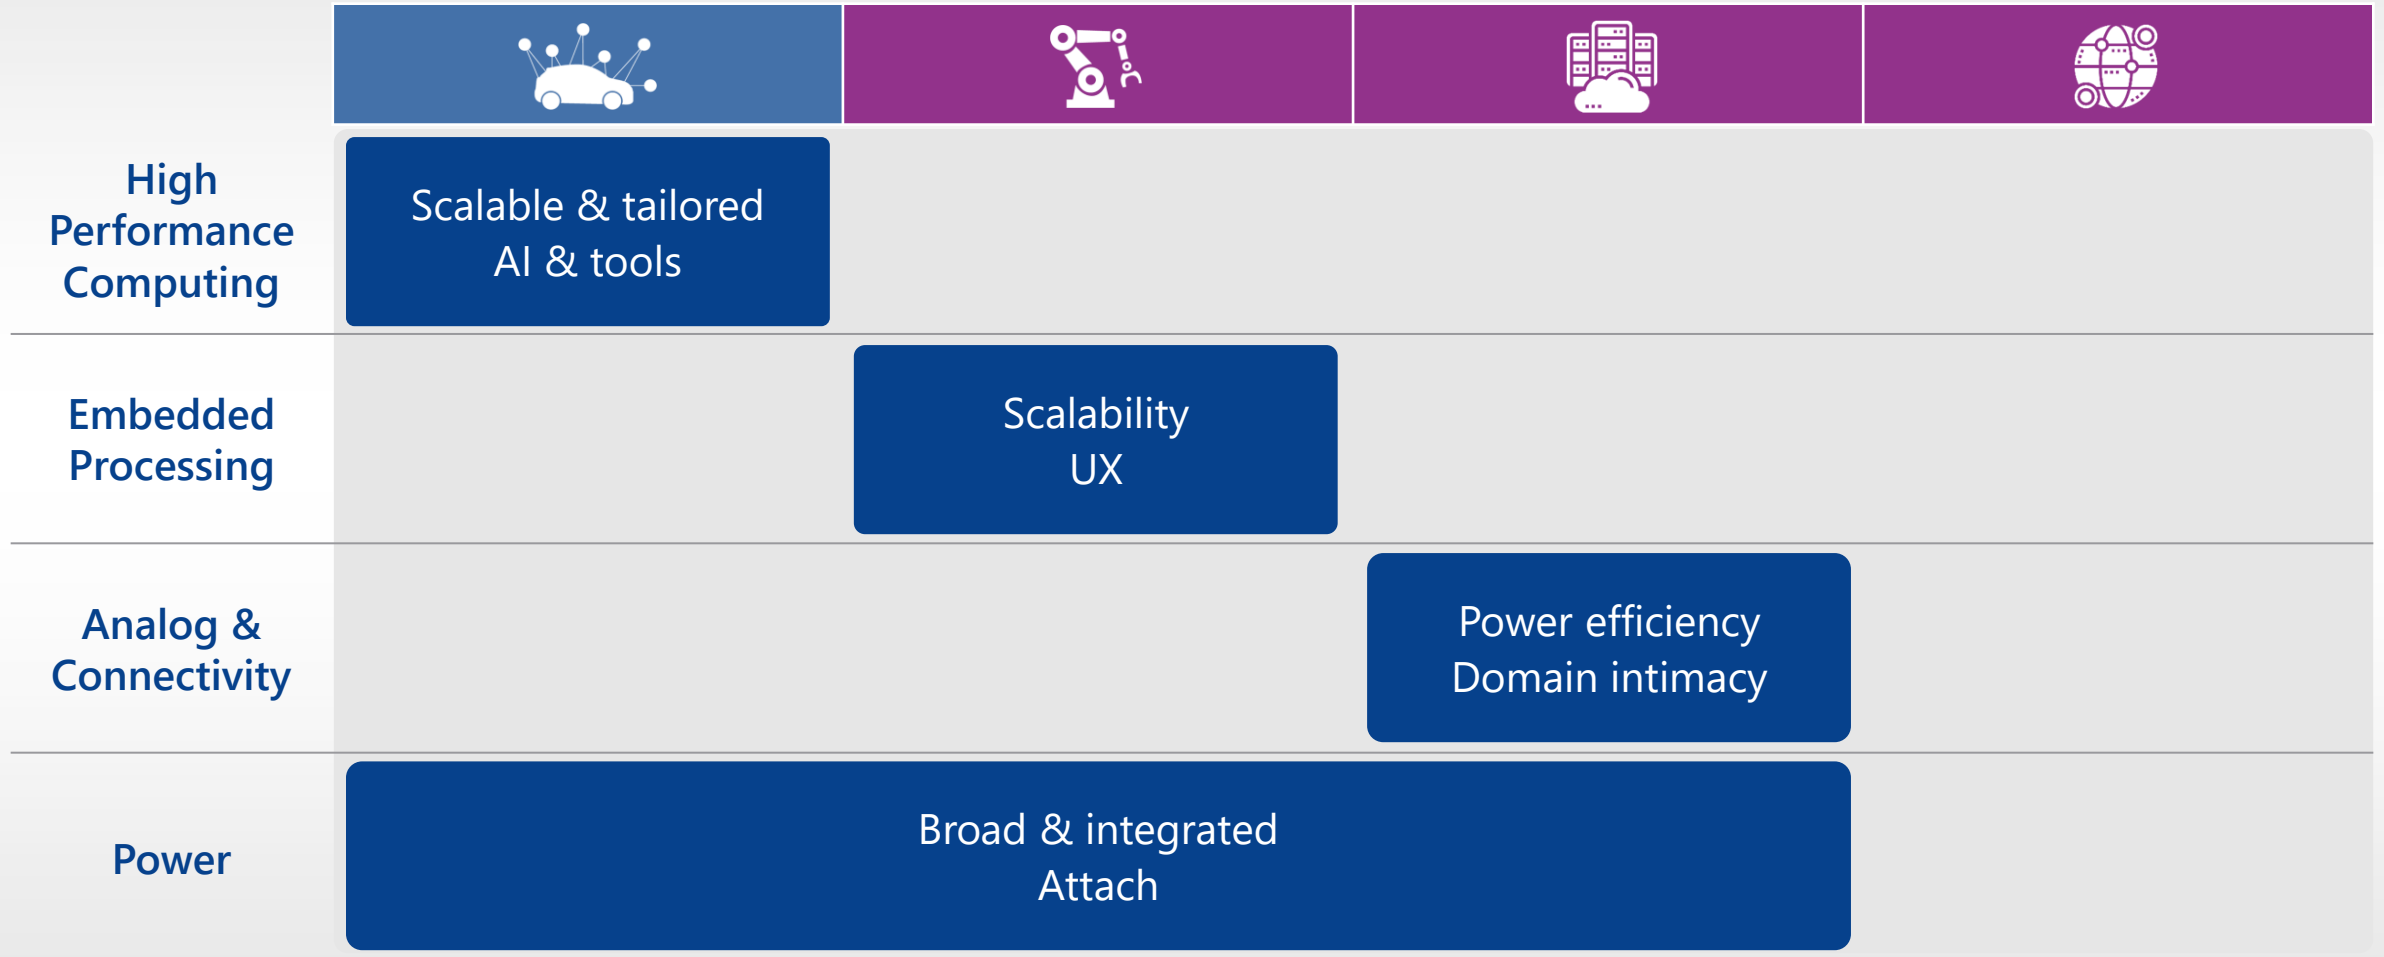 High
Performance
Computing
Scalable & tailored
AI & tools
Embedded
Processing
Scalability
UX
Analog &
Connectivity
Power efficiency
Domain intimacy
Power
Broad & integrated
Attach